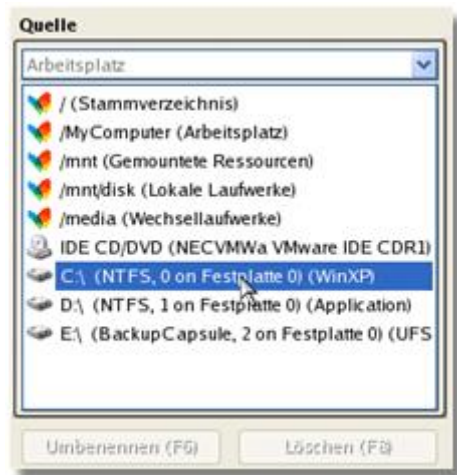 Quelle
Arbeitsplatz
/ (Stammverzeichnis)
/MyComputer (Arbeitsplatz)
/mnt (Gemountete Ressourcen)
/mnt/disk (Lokale Laufwerke)
/media (Wechsellaufwerke)
IDE CD/DVD (NECVMWa VMware IDE CDR1)
C:\ (NTFS, 0 on Festplatte 0) (WinXP)
D:\ (NTFS, 1 on Festplatte 0) (Application)
E:\ (BackupCapsule, 2 on Festplatte 0) (UFS
Umbenennen (F6)
Löschen (F8)